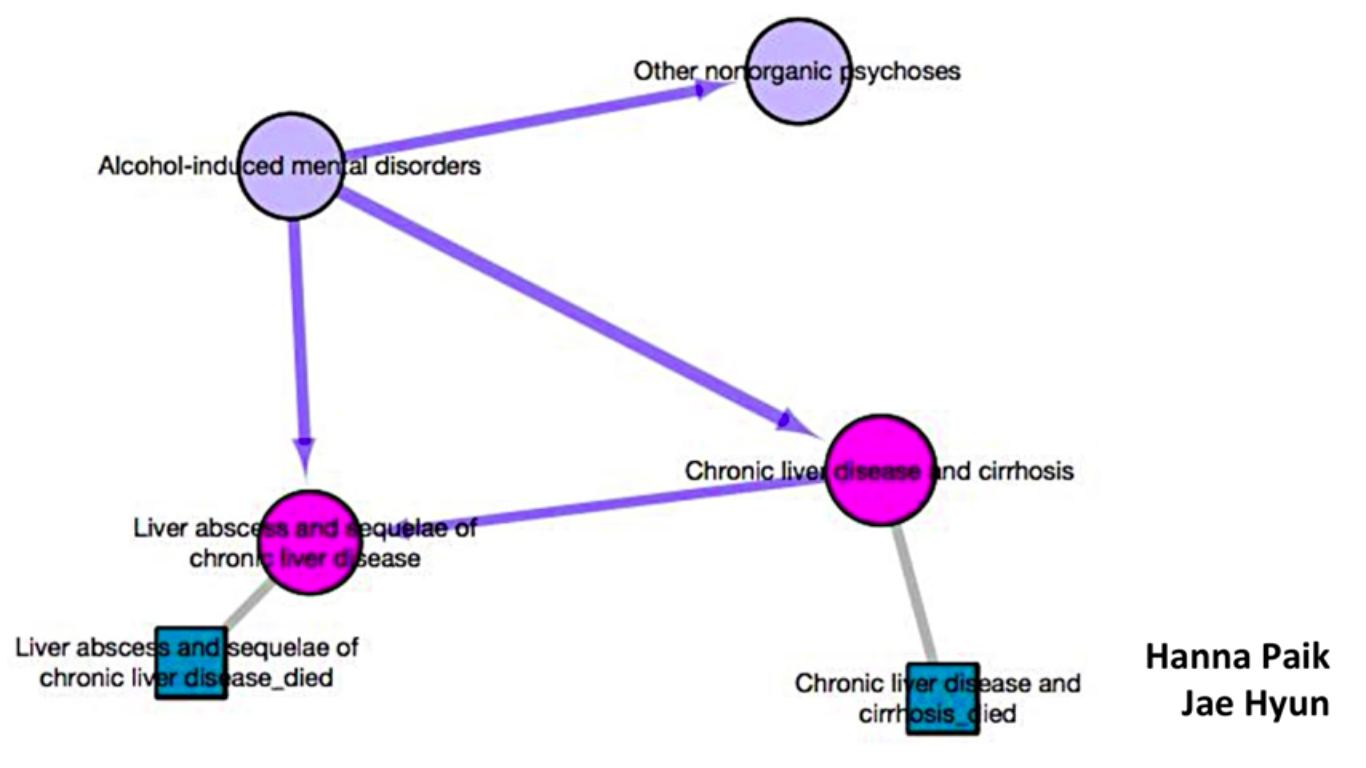 Other nonorganic psychoses
Alcohol-induced mental disorders
Chronic liver disease and cirrhosis
Liver abscess and sequelae of
chronic liver disease
Liver abscess and sequelae of
chronic liver disease_died
Chronic liver disease and
cirrhosis_died
Hanna Paik
Jae Hyun